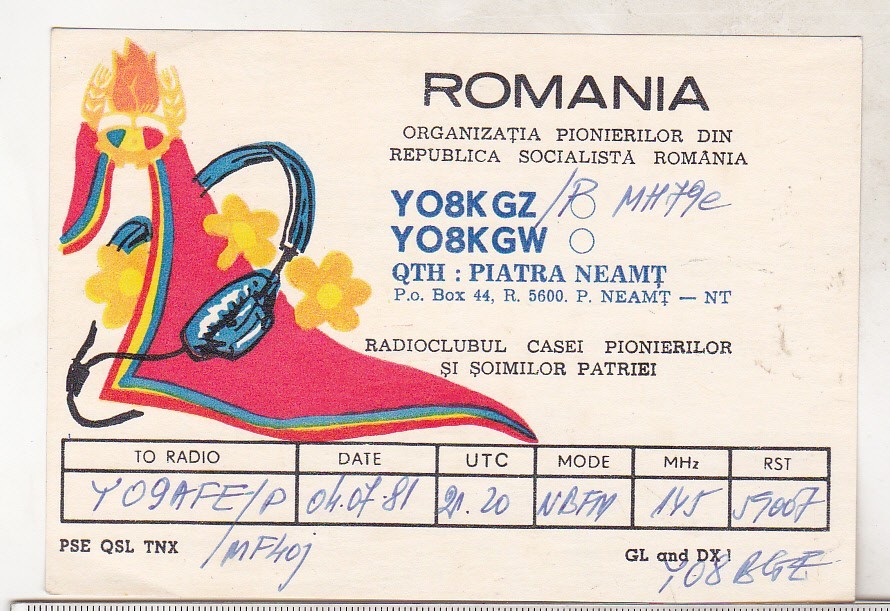 ROMANIA
ORGANIZAȚIA PIONIERILOR DIN
REPUBLICA SOCIALISTĂ ROMÂNIA
YO8KGZ /P MH79e
YO8KGW
QTH : PIATRA NEAMȚ
P.o. Box 44, R. 5600. P. NEAMȚ — NT
RADIOCLUBUL CASEI PIONIERILOR
ȘI ȘOIMILOR PATRIEI
TO RADIO DATE UTC MODE MHz RST
YO9AFE/P 04.07.81 21.20 NBFM 145 59007
PSE QSL TNX /MF40j GL and DX !
YO8BGE